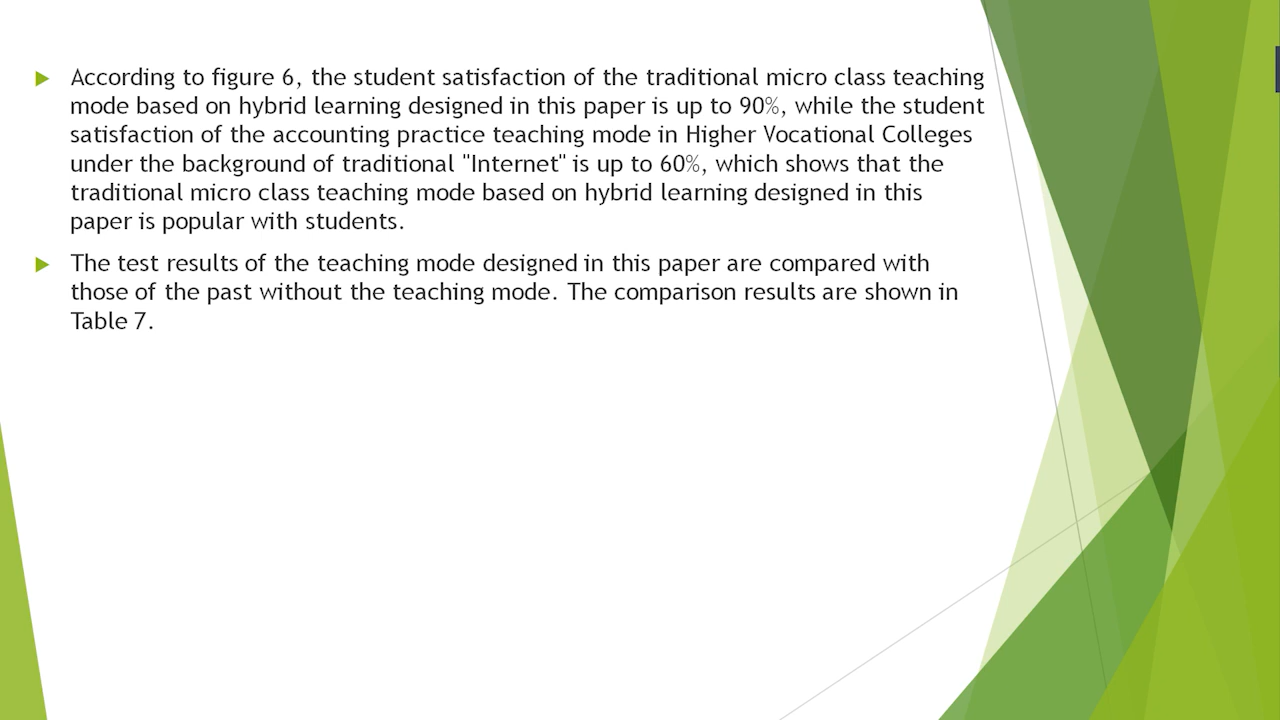 According to figure 6, the student satisfaction of the traditional micro class teaching
mode based on hybrid learning designed in this paper is up to 90%, while the student
satisfaction of the accounting practice teaching mode in Higher Vocational Colleges
under the background of traditional "Internet" is up to 60%, which shows that the
traditional micro class teaching mode based on hybrid learning designed in this
paper is popular with students.
The test results of the teaching mode designed in this paper are compared with
those of the past without the teaching mode. The comparison results are shown in
Table 7.